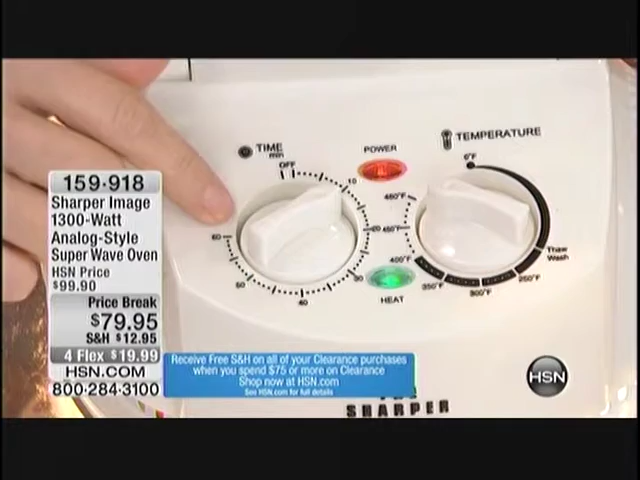 159-918
Sharper Image
1300-Watt
Analog-Style
Super Wave Oven
HSN Price
$99.90
Price Break
$79.95
S&H $12.95
4 Flex $19.99
HSN.COM
800·284·3100
Receive Free S&H on all of your Clearance purchases
when you spend $75 or more on Clearance
Shop now at HSN.com
See HSN.com for full details
HSN
TIME
min
OFF
10
20
30
40
50
60
POWER
HEAT
TEMPERATURE
0°F
Thaw
Wash
250°F
300°F
350°F
400°F
450°F
480°F
SHARPER